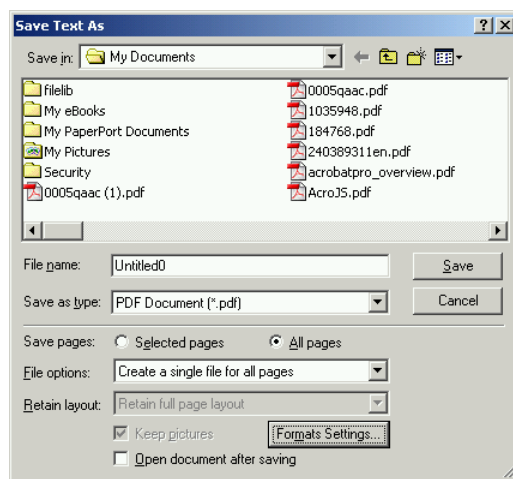 Save Text As
Save in: My Documents
filelib
My eBooks
My PaperPort Documents
My Pictures
Security
0005qaac (1).pdf
0005qaac.pdf
1035948.pdf
184768.pdf
240389311en.pdf
acrobatpro_overview.pdf
AcroJS.pdf
File name: Untitled0 Save
Save as type: PDF Document (*.pdf) Cancel
Save pages: Selected pages All pages
File options: Create a single file for all pages
Retain layout: Retain full page layout
Keep pictures Formats Settings...
Open document after saving